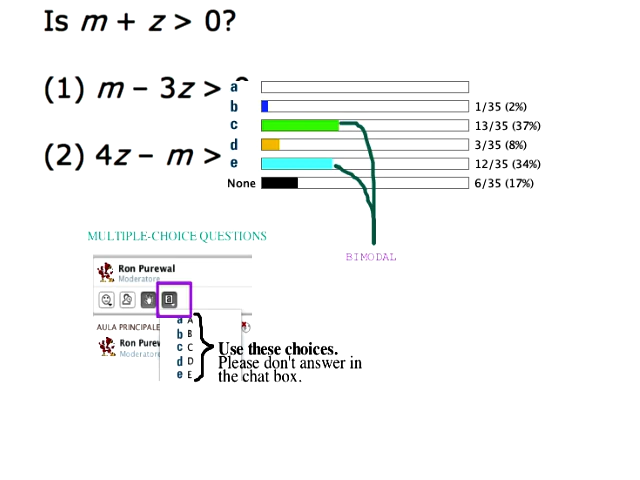 Is m + z > 0?
(1) m – 3z >
(2) 4z – m >
a
b 1/35 (2%)
c 13/35 (37%)
d 3/35 (8%)
e 12/35 (34%)
None 6/35 (17%)
BIMODAL
MULTIPLE-CHOICE QUESTIONS
Ron Purewal
Moderator
AULA PRINCIPALE
Ron Purew
Moderator
a A
b B
c C
d D
e E
Use these choices.
Please don't answer in
the chat box.